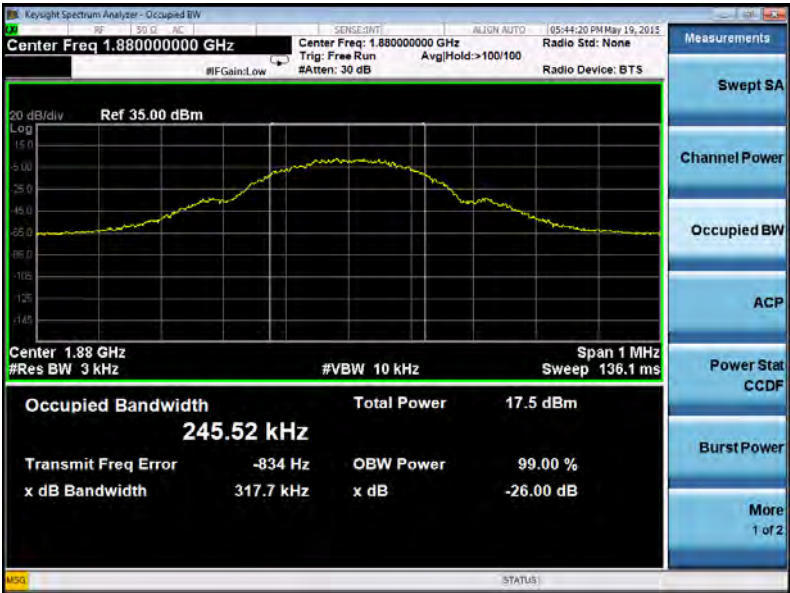 Keysight Spectrum Analyzer - Occupied BW
RF 50 Ω AC SENSE:INT ALIGN AUTO 05:44:20 PM May 19, 2015
Center Freq 1.880000000 GHz
Center Freq: 1.880000000 GHz Radio Std: None
Trig: Free Run Avg|Hold:>100/100
#IFGain:Low #Atten: 30 dB Radio Device: BTS
20 dB/div Ref 35.00 dBm
Log
15.0
-5.00
-25.0
-45.0
-65.0
-85.0
-105
-125
-145
Center 1.88 GHz Span 1 MHz
#Res BW 3 kHz #VBW 10 kHz Sweep 136.1 ms
Occupied Bandwidth Total Power 17.5 dBm
245.52 kHz
Transmit Freq Error -834 Hz OBW Power 99.00 %
x dB Bandwidth 317.7 kHz x dB -26.00 dB
MSG STATUS
Measurements
Swept SA
Channel Power
Occupied BW
ACP
Power Stat
CCDF
Burst Power
More
1 of 2